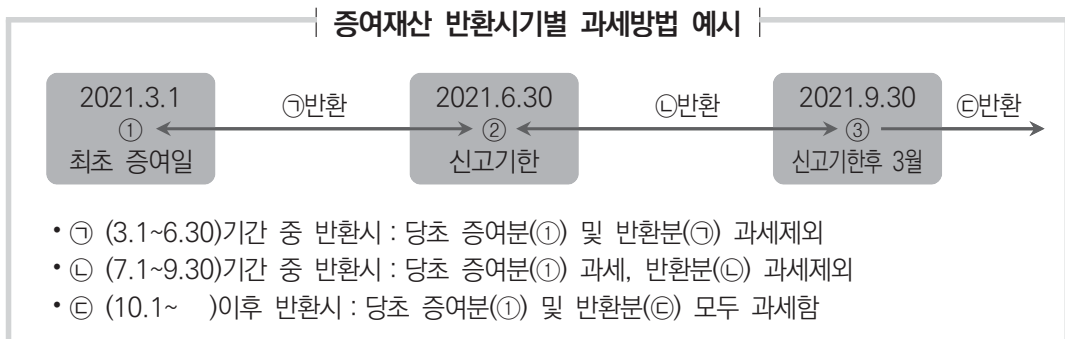 증여재산 반환시기별 과세방법 예시
2021.3.1 ㉠반환 2021.6.30 ㉡반환 2021.9.30 ㉢반환
① ② ③
최초 증여일 신고기한 신고기한후 3월
• ㉠ (3.1~6.30)기간 중 반환시 : 당초 증여분(①) 및 반환분(㉠) 과세제외
• ㉡ (7.1~9.30)기간 중 반환시 : 당초 증여분(①) 과세, 반환분(㉡) 과세제외
• ㉢ (10.1~ )이후 반환시 : 당초 증여분(①) 및 반환분(㉢) 모두 과세함